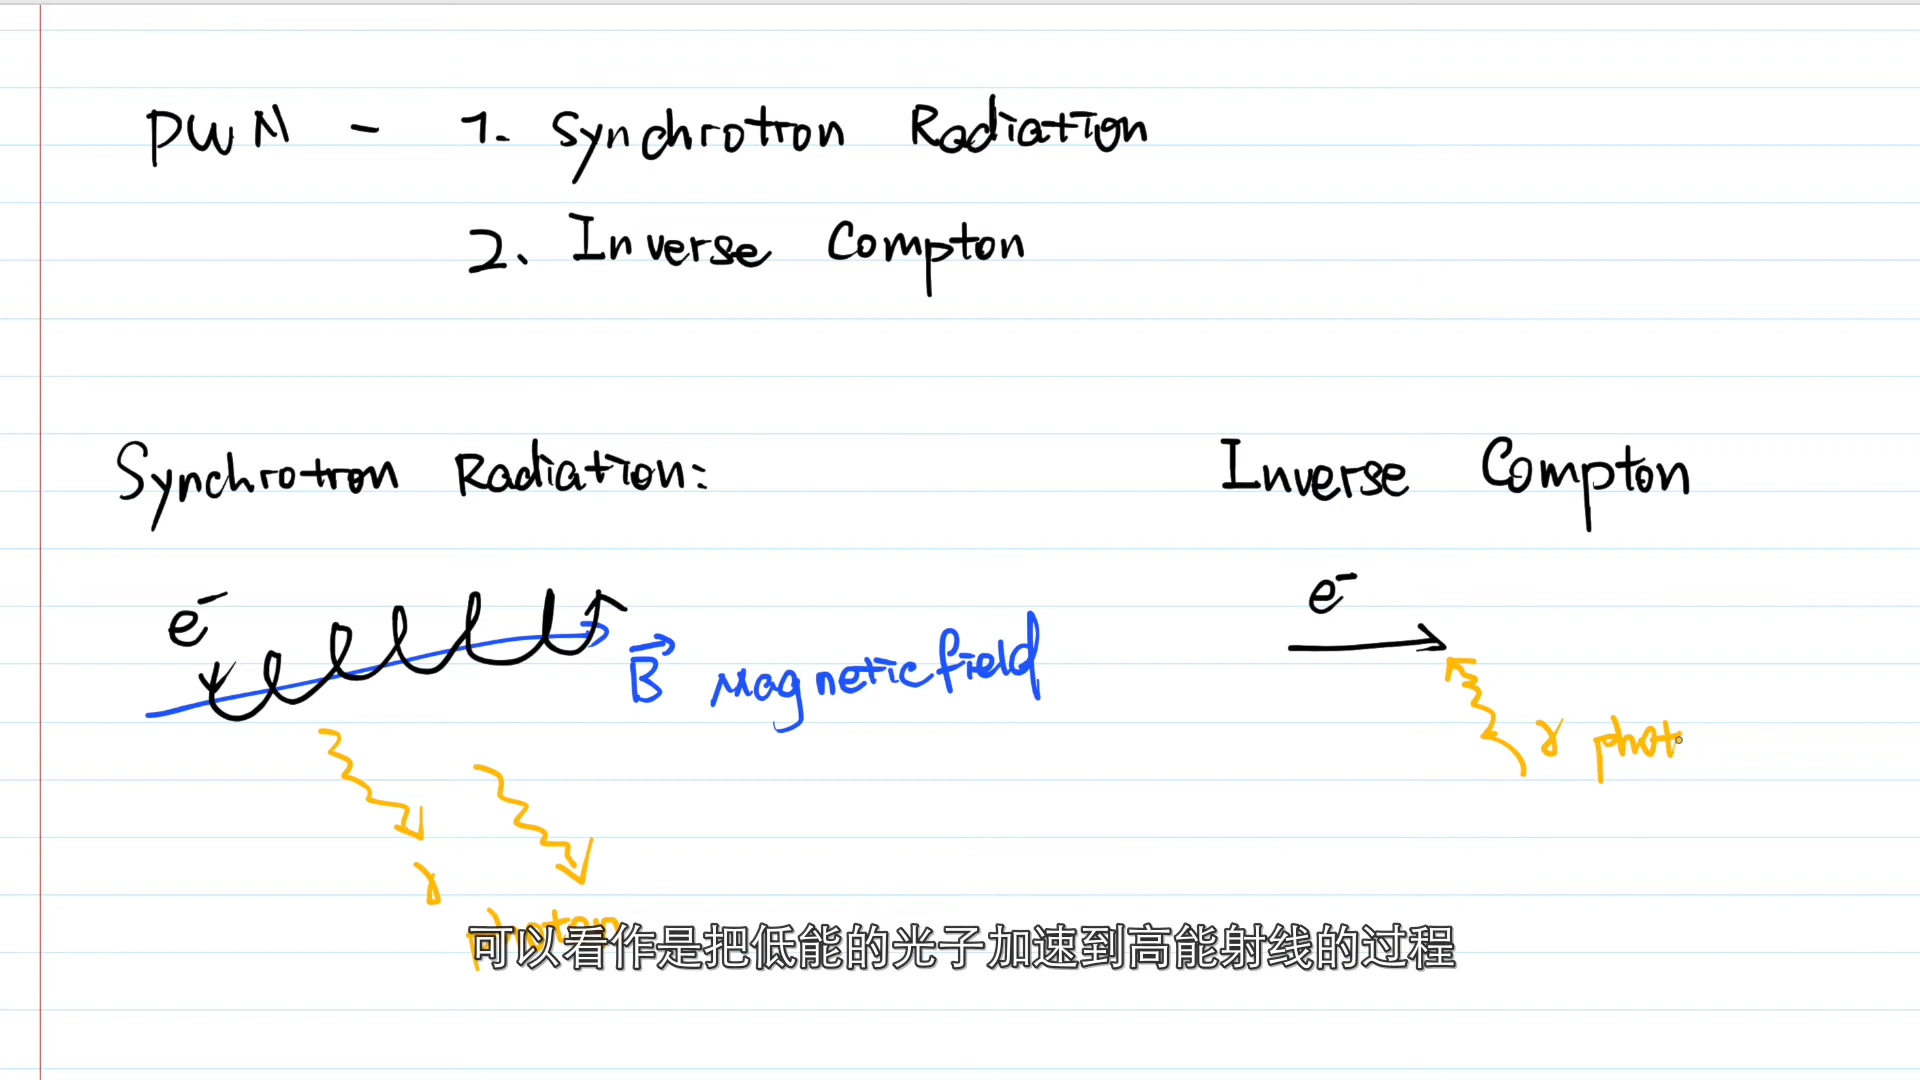 PWN - 1. Synchrotron Radiation
2. Inverse Compton
Synchrotron Radiation:
Inverse Compton
e⁻
B⃗ Magnetic field
γ
photon
e⁻
γ phot
可以看作是把低能的光子加速到高能射线的过程